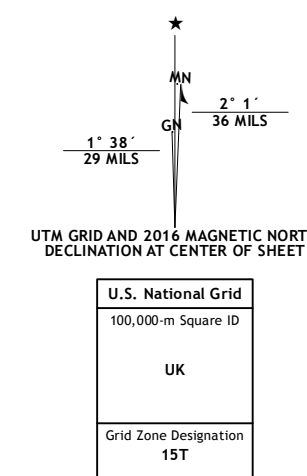 ★
MN
2° 1´
36 MILS
GN
1° 38´
29 MILS
UTM GRID AND 2016 MAGNETIC NORT
DECLINATION AT CENTER OF SHEET
U.S. National Grid
100,000-m Square ID
UK
Grid Zone Designation
15T